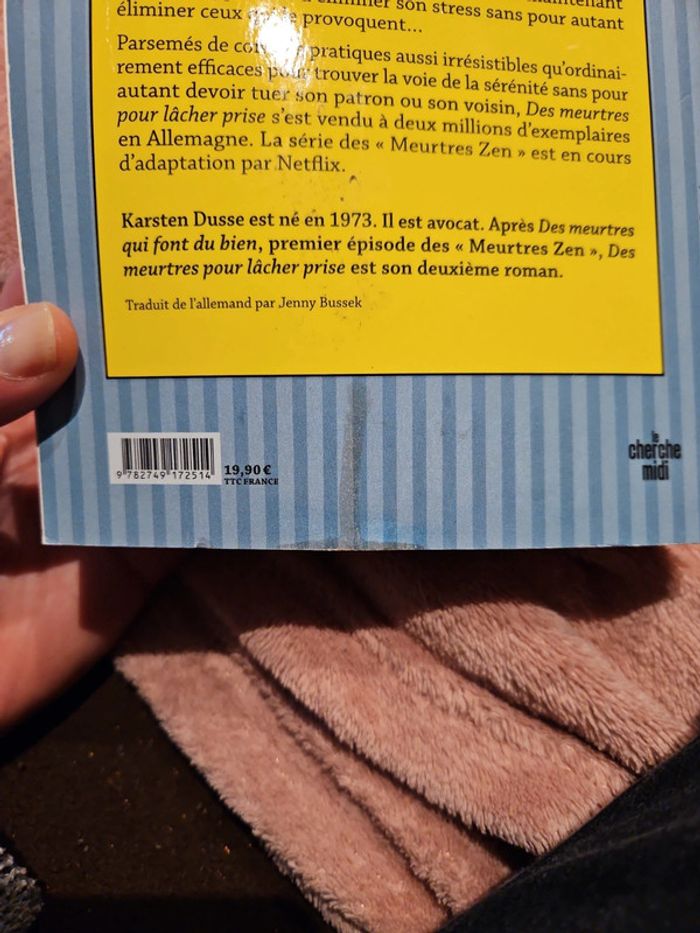 son stress sans pour autant
éliminer ceux qui le provoquent...
Parsemés de conseils pratiques aussi irrésistibles qu'ordinai-
rement efficaces pour trouver la voie de la sérénité sans pour
autant devoir tuer son patron ou son voisin, Des meurtres
pour lâcher prise s'est vendu à deux millions d'exemplaires
en Allemagne. La série des « Meurtres Zen » est en cours
d'adaptation par Netflix.
Karsten Dusse est né en 1973. Il est avocat. Après Des meurtres
qui font du bien, premier épisode des « Meurtres Zen », Des
meurtres pour lâcher prise est son deuxième roman.
Traduit de l'allemand par Jenny Bussek
9 782749 172514
19,90 €
TTC FRANCE
le
cherche
midi